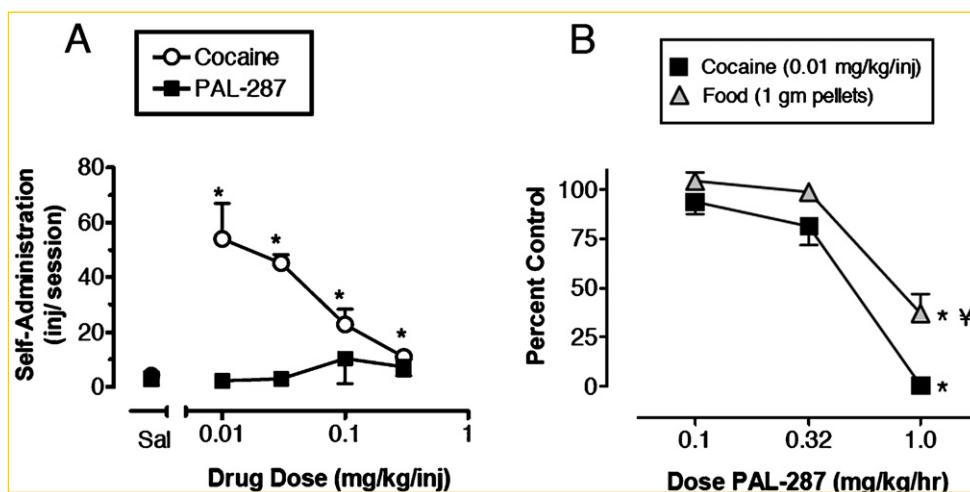 A
Cocaine
PAL-287
80
60
40
20
0
Self-Administration
(inj/session)
*
*
*
*
Sal
0.01
0.1
1
Drug Dose (mg/kg/inj)
B
Cocaine (0.01 mg/kg/inj)
Food (1 gm pellets)
100
75
50
25
0
Percent Control
* ¥
*
0.1
0.32
1.0
Dose PAL-287 (mg/kg/hr)